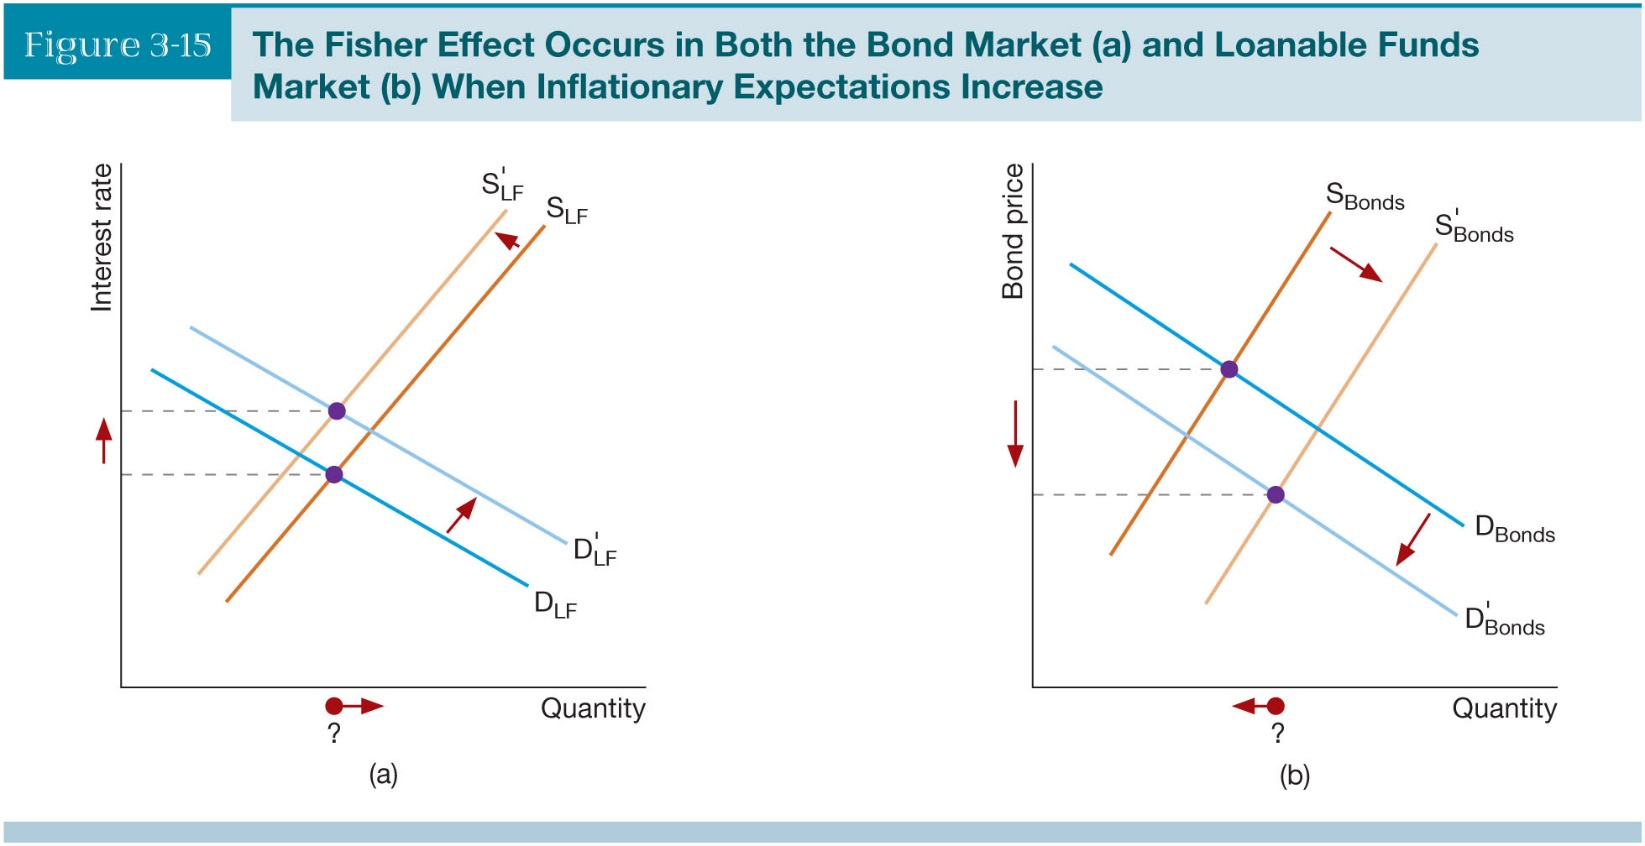 Figure 3-15
The Fisher Effect Occurs in Both the Bond Market (a) and Loanable Funds
Market (b) When Inflationary Expectations Increase
Interest rate
S'LF
SLF
D'LF
DLF
Quantity
?
(a)
Bond price
SBonds
S'Bonds
DBonds
D'Bonds
Quantity
?
(b)